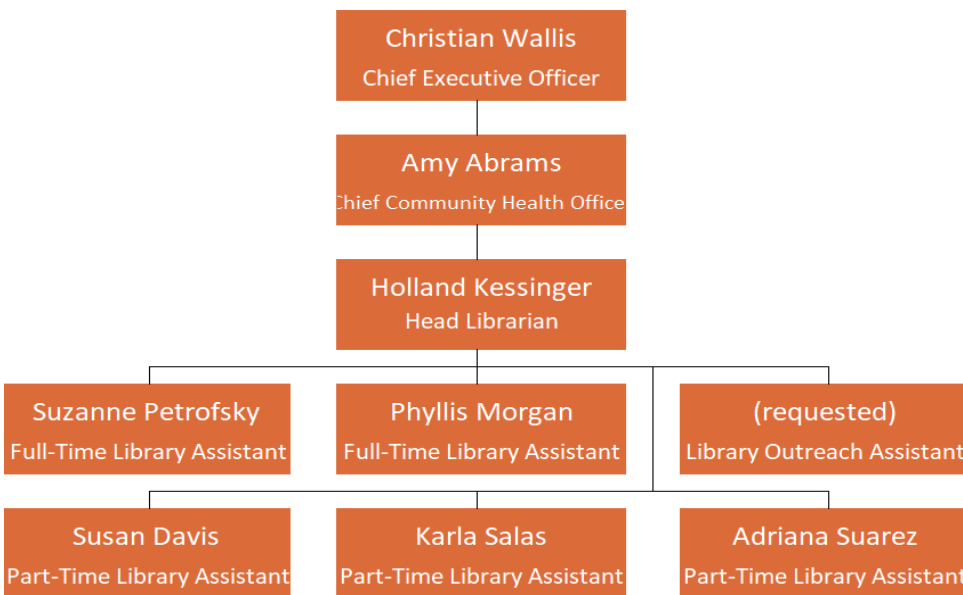 Christian Wallis
Chief Executive Officer
Amy Abrams
Chief Community Health Office
Holland Kessinger
Head Librarian
Suzanne Petrofsky
Full-Time Library Assistant
Phyllis Morgan
Full-Time Library Assistant
(requested)
Library Outreach Assistant
Susan Davis
Part-Time Library Assistant
Karla Salas
Part-Time Library Assistant
Adriana Suarez
Part-Time Library Assistant